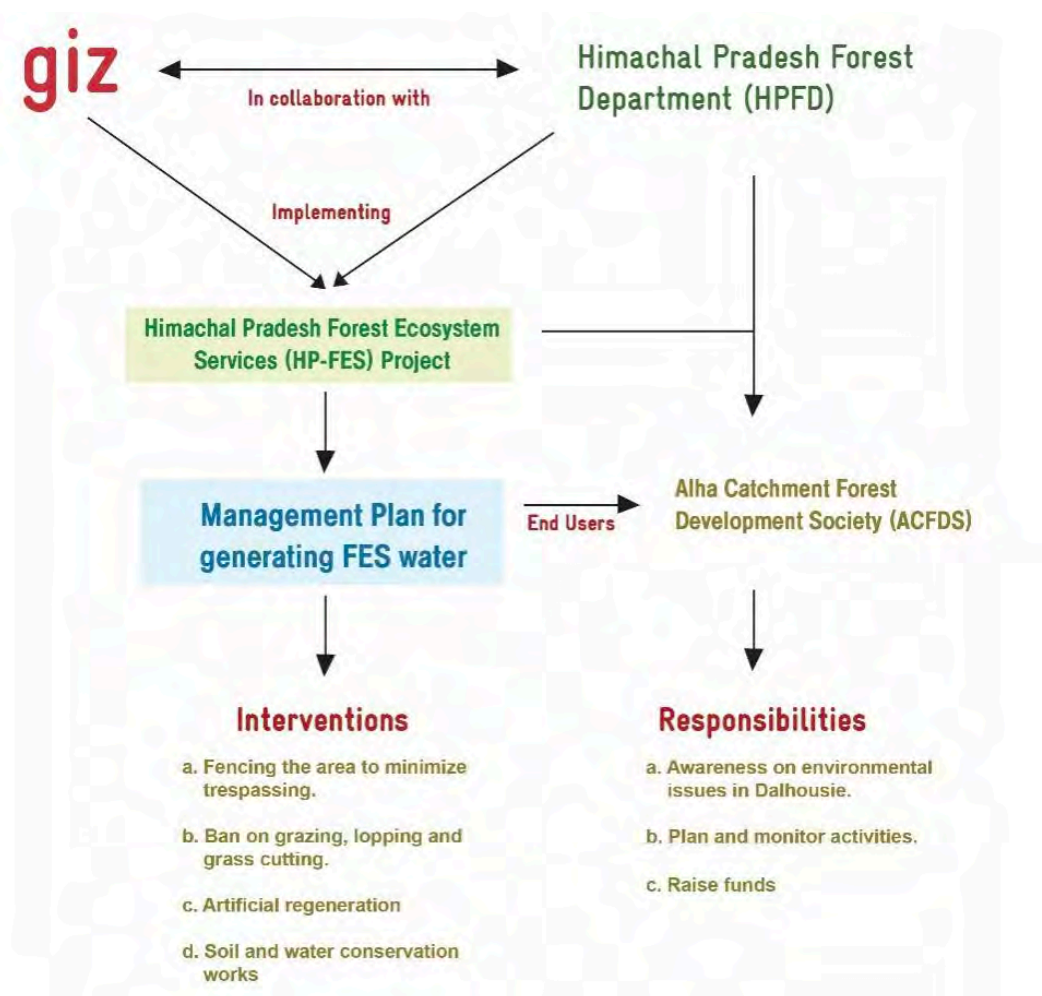 giz
In collaboration with
Himachal Pradesh Forest
Department (HPFD)
Implementing
Himachal Pradesh Forest Ecosystem
Services (HP-FES) Project
Management Plan for
generating FES water
End Users
Alha Catchment Forest
Development Society (ACFDS)
Interventions
a. Fencing the area to minimize
trespassing.
b. Ban on grazing, lopping and
grass cutting.
c. Artificial regeneration
d. Soil and water conservation
works
Responsibilities
a. Awareness on environmental
issues in Dalhousie.
b. Plan and monitor activities.
c. Raise funds